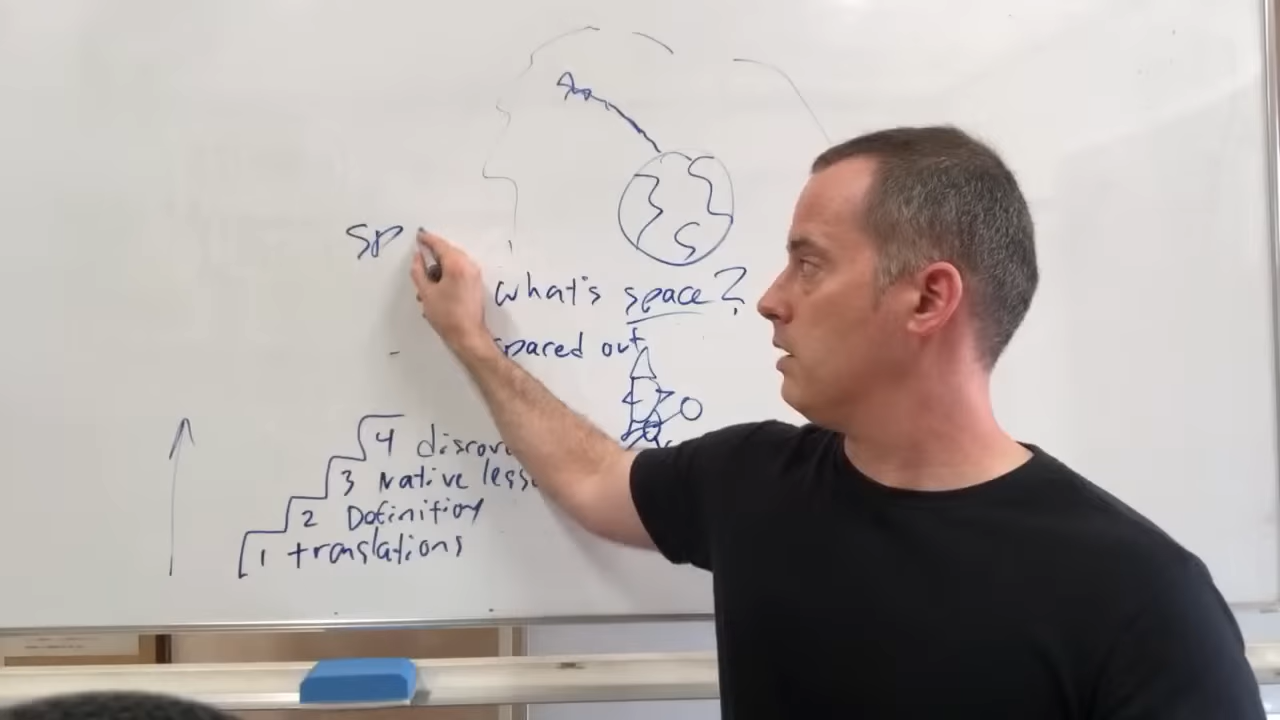 sp
what's space?
spaced out
4 discov
3 Native less
2 Definition
1 translations